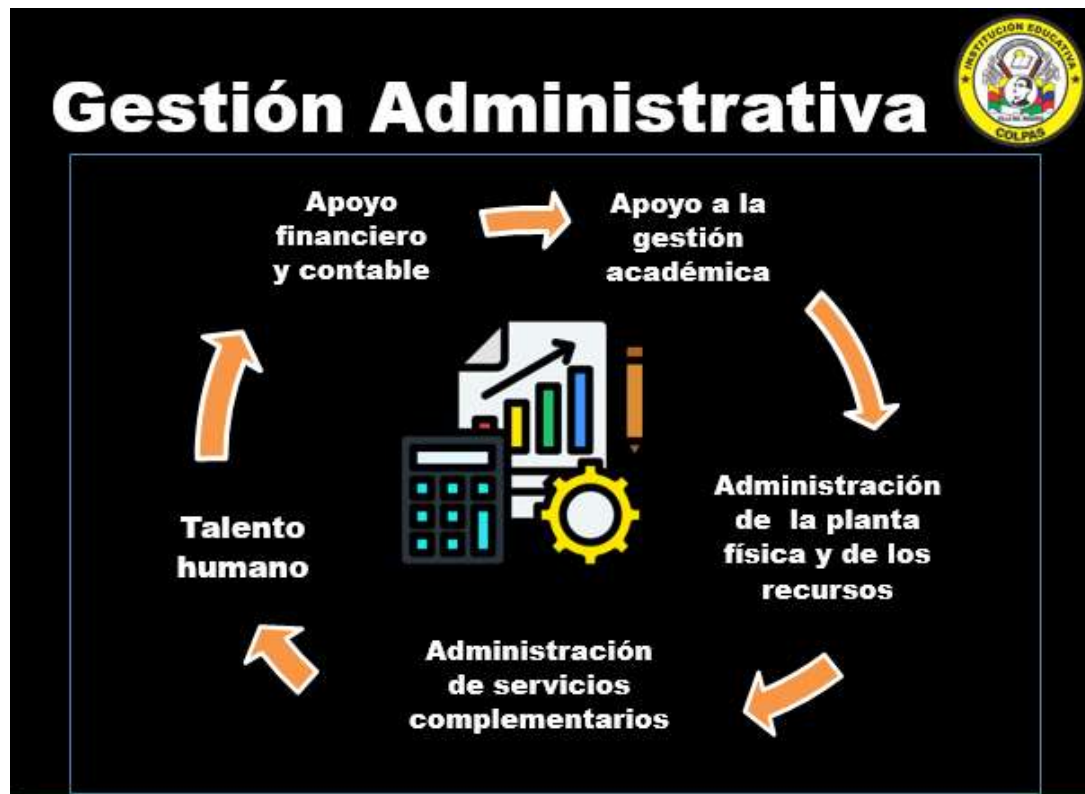 Gestión Administrativa
INSTITUCIÓN EDUCATIVA
COLPAS
Apoyo
financiero
y contable
Apoyo a la
gestión
académica
Administración
de la planta
física y de los
recursos
Administración
de servicios
complementarios
Talento
humano